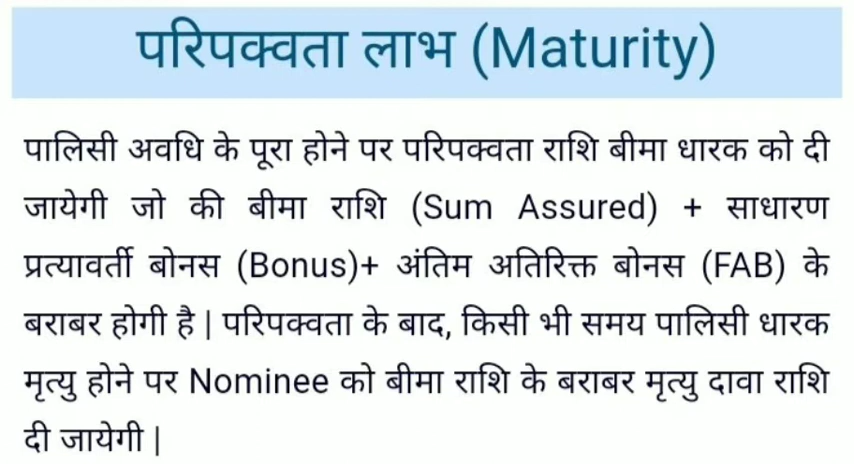 परिपक्वता लाभ (Maturity)
पालिसी अवधि के पूरा होने पर परिपक्वता राशि बीमा धारक को दी
जायेगी जो की बीमा राशि (Sum Assured) + साधारण
प्रत्यावर्ती बोनस (Bonus)+ अंतिम अतिरिक्त बोनस (FAB) के
बराबर होगी है | परिपक्वता के बाद, किसी भी समय पालिसी धारक
मृत्यु होने पर Nominee को बीमा राशि के बराबर मृत्यु दावा राशि
दी जायेगी |